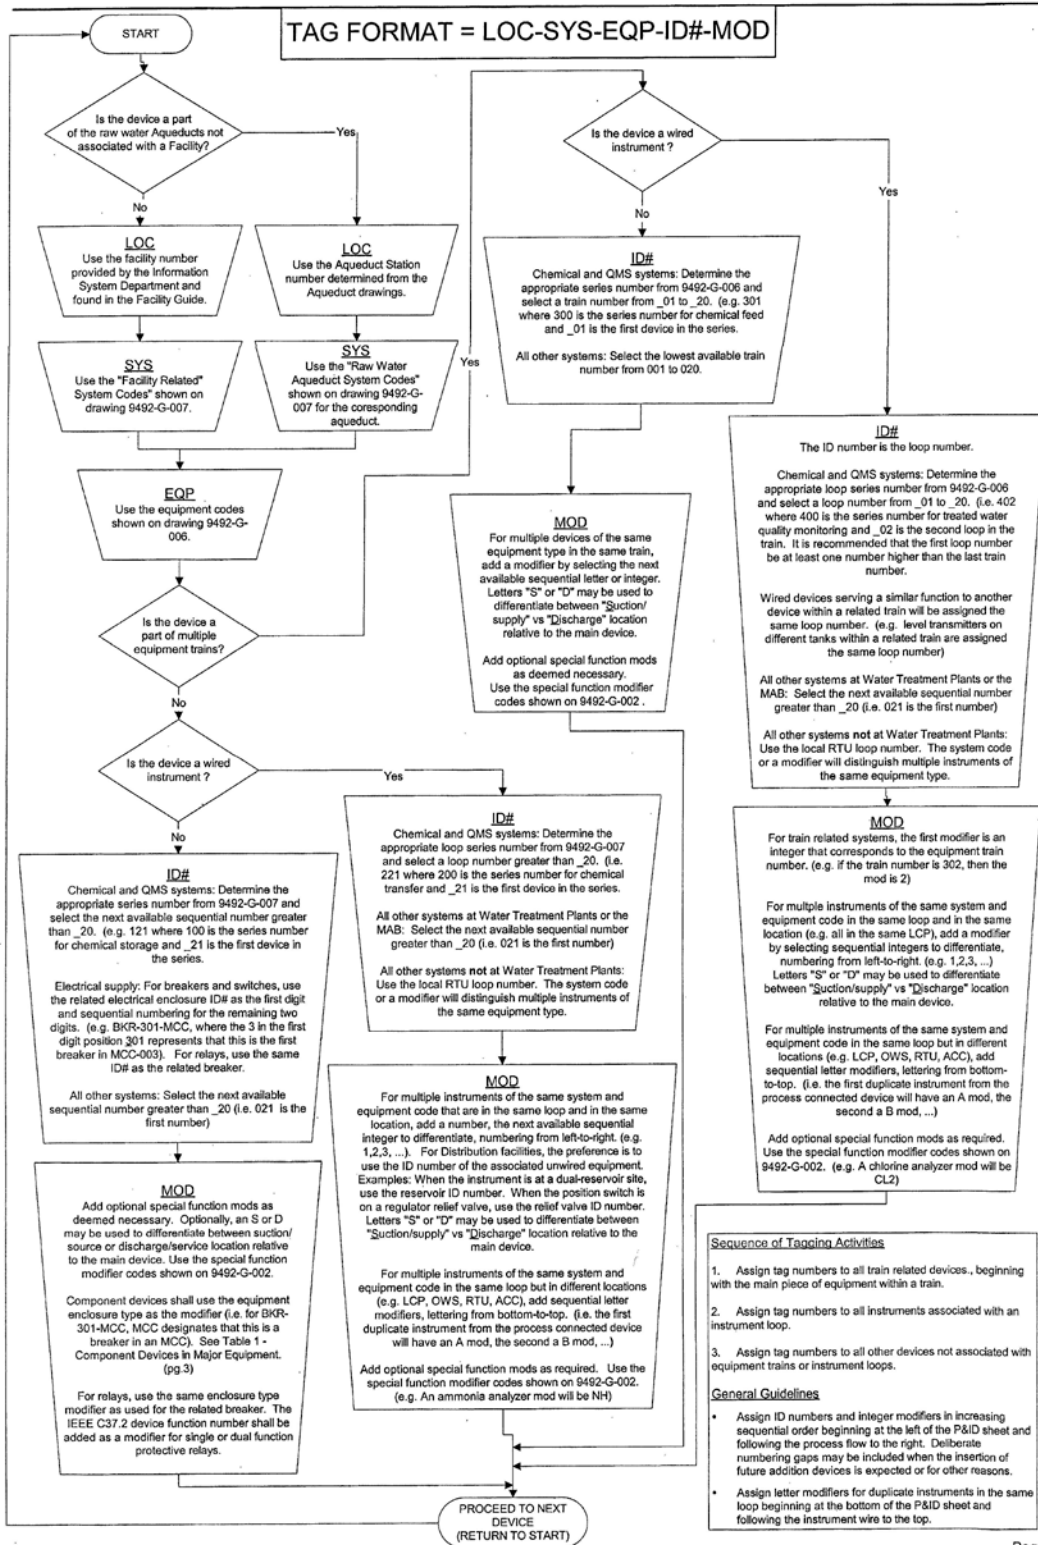 TAG FORMAT = LOC-SYS-EQP-ID#-MOD
START
Is the device a part
of the raw water Aqueducts not
associated with a Facility?
Yes
No
LOC
Use the facility number
provided by the Information
System Department and
found in the Facility Guide.
LOC
Use the Aqueduct Station
number determined from the
Aqueduct drawings.
SYS
Use the "Facility Related"
System Codes" shown on
drawing 9492-G-007.
SYS
Use the "Raw Water
Aqueduct System Codes"
shown on drawing 9492-G-
007 for the coresponding
aqueduct.
EQP
Use the equipment codes
shown on drawing 9492-G-
006.
Is the device a
part of multiple
equipment trains?
Yes
No
Is the device a wired
instrument ?
Yes
No
ID#
Chemical and QMS systems: Determine the
appropriate series number from 9492-G-007 and
select the next available sequential number greater
than _20. (e.g. 121 where 100 is the series number
for chemical storage and _21 is the first device in
the series.
Electrical supply: For breakers and switches, use
the related electrical enclosure ID# as the first digit
and sequential numbering for the remaining two
digits. (e.g. BKR-301-MCC, where the 3 in the first
digit position 301 represents that this is the first
breaker in MCC-003). For relays, use the same
ID# as the related breaker.
All other systems: Select the next available
sequential number greater than _20 (i.e. 021 is the
first number)
MOD
Add optional special function mods as
deemed necessary. Optionally, an S or D
may be used to differentiate between suction/
source or discharge/service location relative
to the main device. Use the special function
modifier codes shown on 9492-G-002.
Component devices shall use the equipment
enclosure type as the modifier (i.e. for BKR-
301-MCC, MCC designates that this is a
breaker in an MCC). See Table 1 -
Component Devices in Major Equipment.
(pg.3)
For relays, use the same enclosure type
modifier as used for the related breaker. The
IEEE C37.2 device function number shall be
added as a modifier for single or dual function
protective relays.
ID#
Chemical and QMS systems: Determine the
appropriate loop series number from 9492-G-007
and select a loop number greater than _20. (i.e.
221 where 200 is the series number for chemical
transfer and _21 is the first device in the series.
All other systems at Water Treatment Plants or the
MAB: Select the next available sequential number
greater than _20 (i.e. 021 is the first number)
All other systems not at Water Treatment Plants:
Use the local RTU loop number. The system code
or a modifier will distinguish multiple instruments of
the same equipment type.
MOD
For multiple instruments of the same system and
equipment code that are in the same loop and in the same
location, add a number, the next available sequential
integer to differentiate, numbering from left-to-right. (e.g.
1,2,3, ...). For Distribution facilities, the preference is to
use the ID number of the associated unwired equipment.
Examples: When the instrument is at a dual-reservoir site,
use the reservoir ID number. When the position switch is
on a regulator relief valve, use the relief valve ID number.
Letters "S" or "D" may be used to differentiate between
"Suction/supply" vs "Discharge" location relative to the
main device.
For multiple instruments of the same system and
equipment code in the same loop but in different locations
(e.g. LCP, OWS, RTU, ACC), add sequential letter
modifiers, lettering from bottom-to-top. (i.e. the first
duplicate instrument from the process connected device
will have an A mod, the second a B mod, ...)
Add optional special function mods as required. Use the
special function modifier codes shown on 9492-G-002.
(e.g. An ammonia analyzer mod will be NH)
Is the device a wired
instrument ?
Yes
No
ID#
Chemical and QMS systems: Determine the
appropriate series number from 9492-G-006 and
select a train number from _01 to _20. (e.g. 301
where 300 is the series number for chemical feed
and _01 is the first device in the series.
All other systems: Select the lowest available train
number from 001 to 020.
MOD
For multiple devices of the same
equipment type in the same train,
add a modifier by selecting the next
available sequential letter or integer.
Letters "S" or "D" may be used to
differentiate between "Suction/
supply" vs "Discharge" location
relative to the main device.
Add optional special function mods
as deemed necessary.
Use the special function modifier
codes shown on 9492-G-002 .
ID#
The ID number is the loop number.
Chemical and QMS systems: Determine the
appropriate loop series number from 9492-G-006
and select a loop number from _01 to _20. (i.e. 402
where 400 is the series number for treated water
quality monitoring and _02 is the second loop in the
train. It is recommended that the first loop number
be at least one number higher than the last train
number.
Wired devices serving a similar function to another
device within a related train will be assigned the
same loop number. (e.g. level transmitters on
different tanks within a related train are assigned
the same loop number)
All other systems at Water Treatment Plants or the
MAB: Select the next available sequential number
greater than _20 (i.e. 021 is the first number)
All other systems not at Water Treatment Plants:
Use the local RTU loop number. The system code
or a modifier will distinguish multiple instruments of
the same equipment type.
MOD
For train related systems, the first modifier is an
integer that corresponds to the equipment train
number. (e.g. if the train number is 302, then the
mod is 2)
For multple instruments of the same system and
equipment code in the same loop and in the same
location (e.g. all in the same LCP), add a modifier
by selecting sequential integers to differentiate,
numbering from left-to-right. (e.g. 1,2,3, ...)
Letters "S" or "D" may be used to differentiate
between "Suction/supply" vs "Discharge" location
relative to the main device.
For multiple instruments of the same system and
equipment code in the same loop but in different
locations (e.g. LCP, OWS, RTU, ACC), add
sequential letter modifiers, lettering from bottom-
to-top. (i.e. the first duplicate instrument from the
process connected device will have an A mod, the
second a B mod, ...)
Add optional special function mods as required.
Use the special function modifier codes shown on
9492-G-002. (e.g. A chlorine analyzer mod will be
CL2)
PROCEED TO NEXT
DEVICE
(RETURN TO START)
Sequence of Tagging Activities
1. Assign tag numbers to all train related devices., beginning
with the main piece of equipment within a train.
2. Assign tag numbers to all instruments associated with an
instrument loop.
3. Assign tag numbers to all other devices not associated with
equipment trains or instrument loops.
General Guidelines
• Assign ID numbers and integer modifiers in increasing
sequential order beginning at the left of the P&ID sheet and
following the process flow to the right. Deliberate
numbering gaps may be included when the insertion of
future addition devices is expected or for other reasons.
• Assign letter modifiers for duplicate instruments in the same
loop beginning at the bottom of the P&ID sheet and
following the instrument wire to the top.